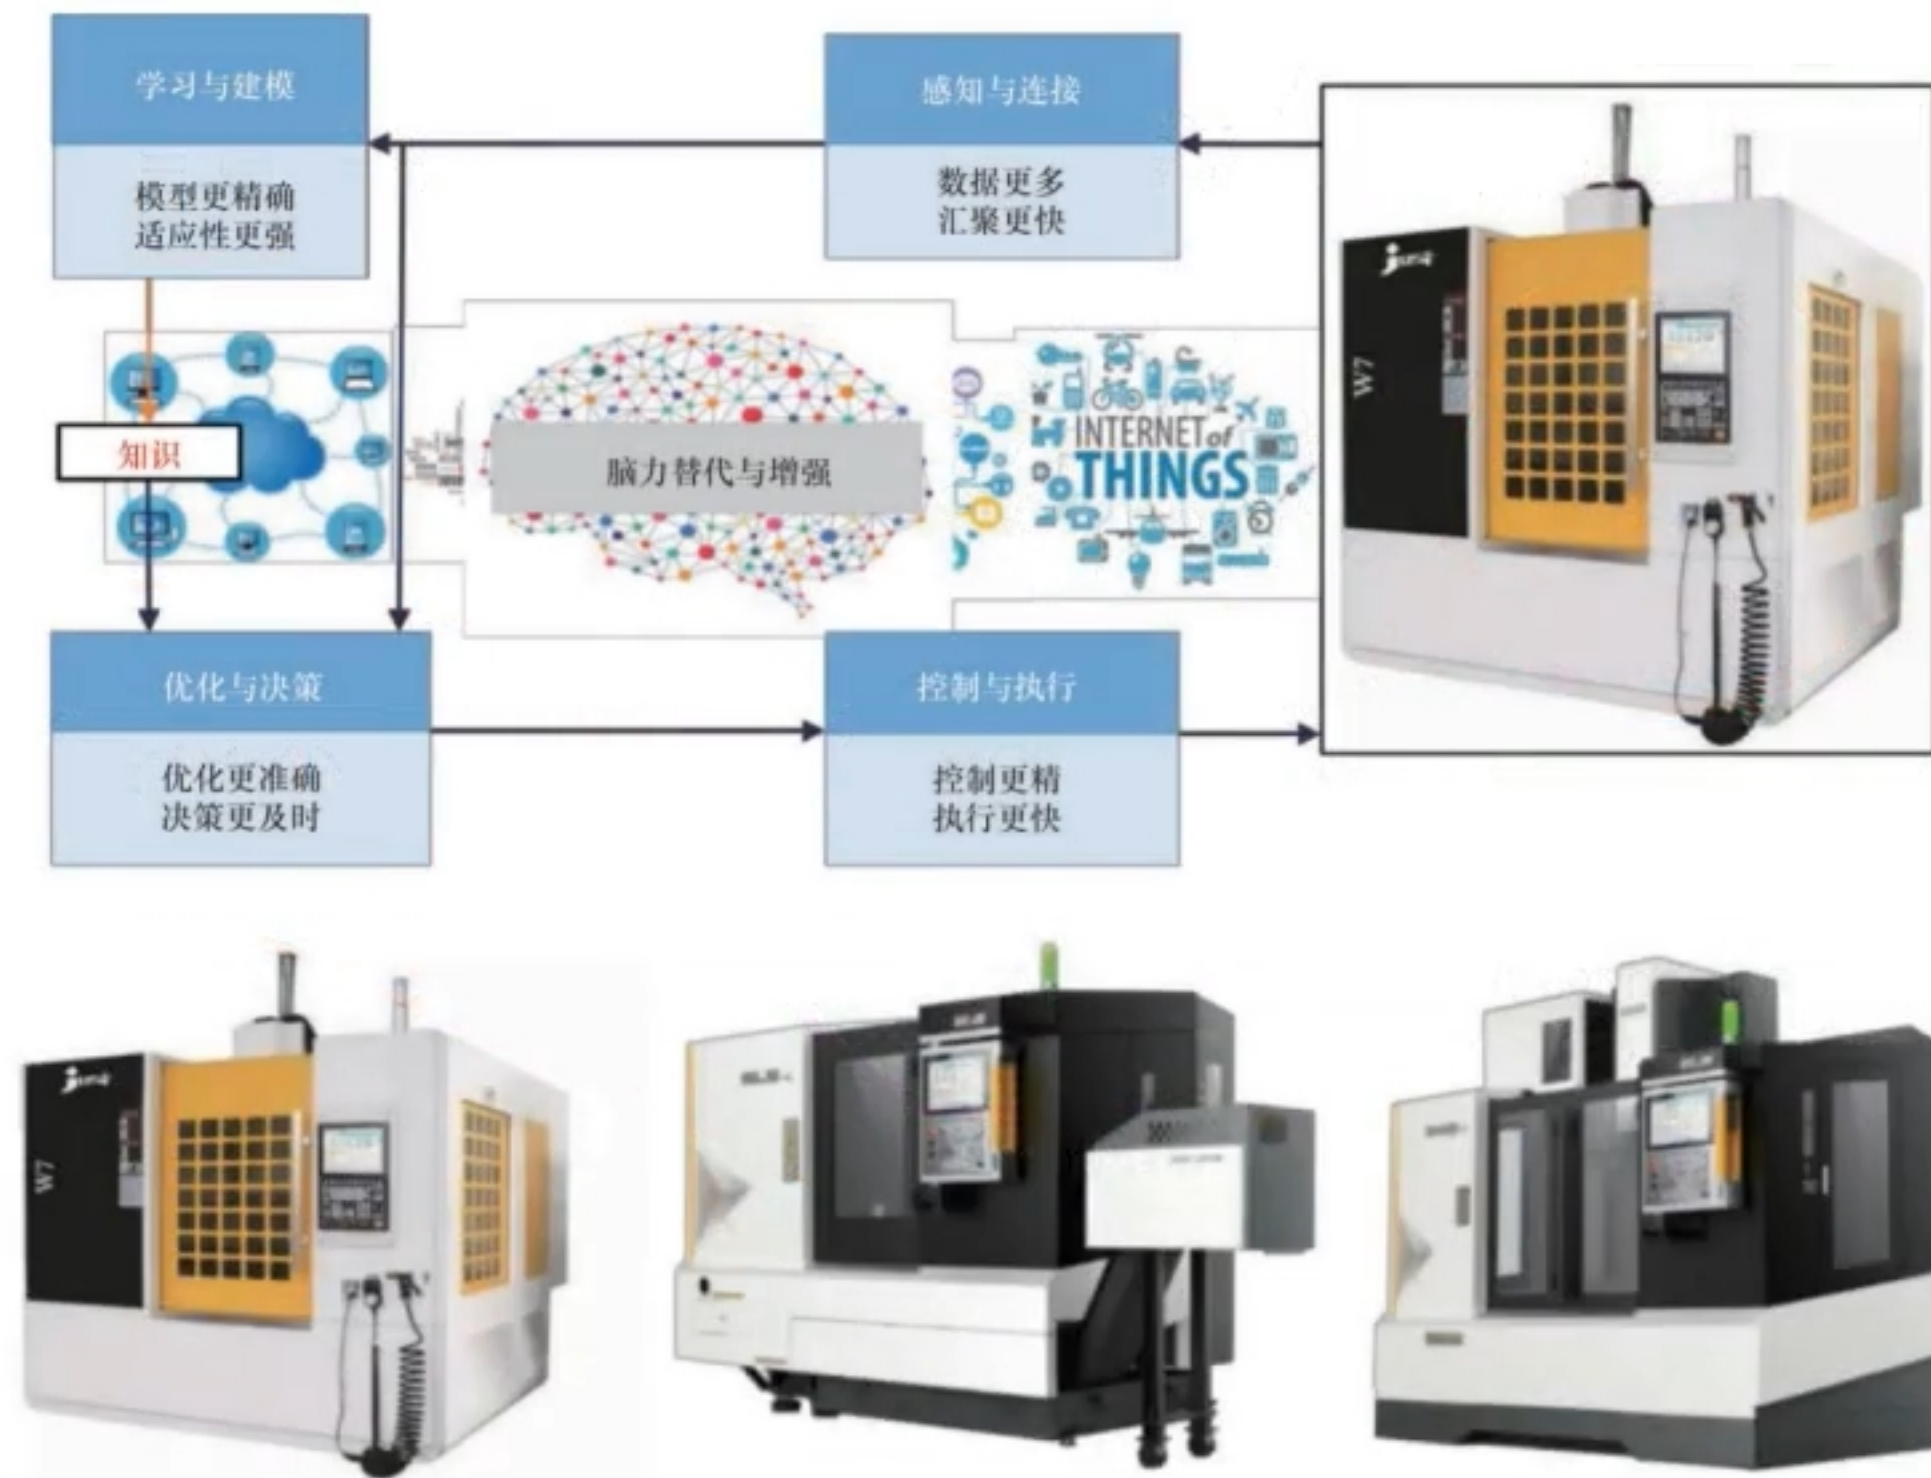 学习与建模
模型更精确
适应性更强
感知与连接
数据更多
汇聚更快
知识
脑力替代与增强
INTERNET of
THINGS
W7
优化与决策
优化更准确
决策更及时
控制与执行
控制更精
执行更快
W7